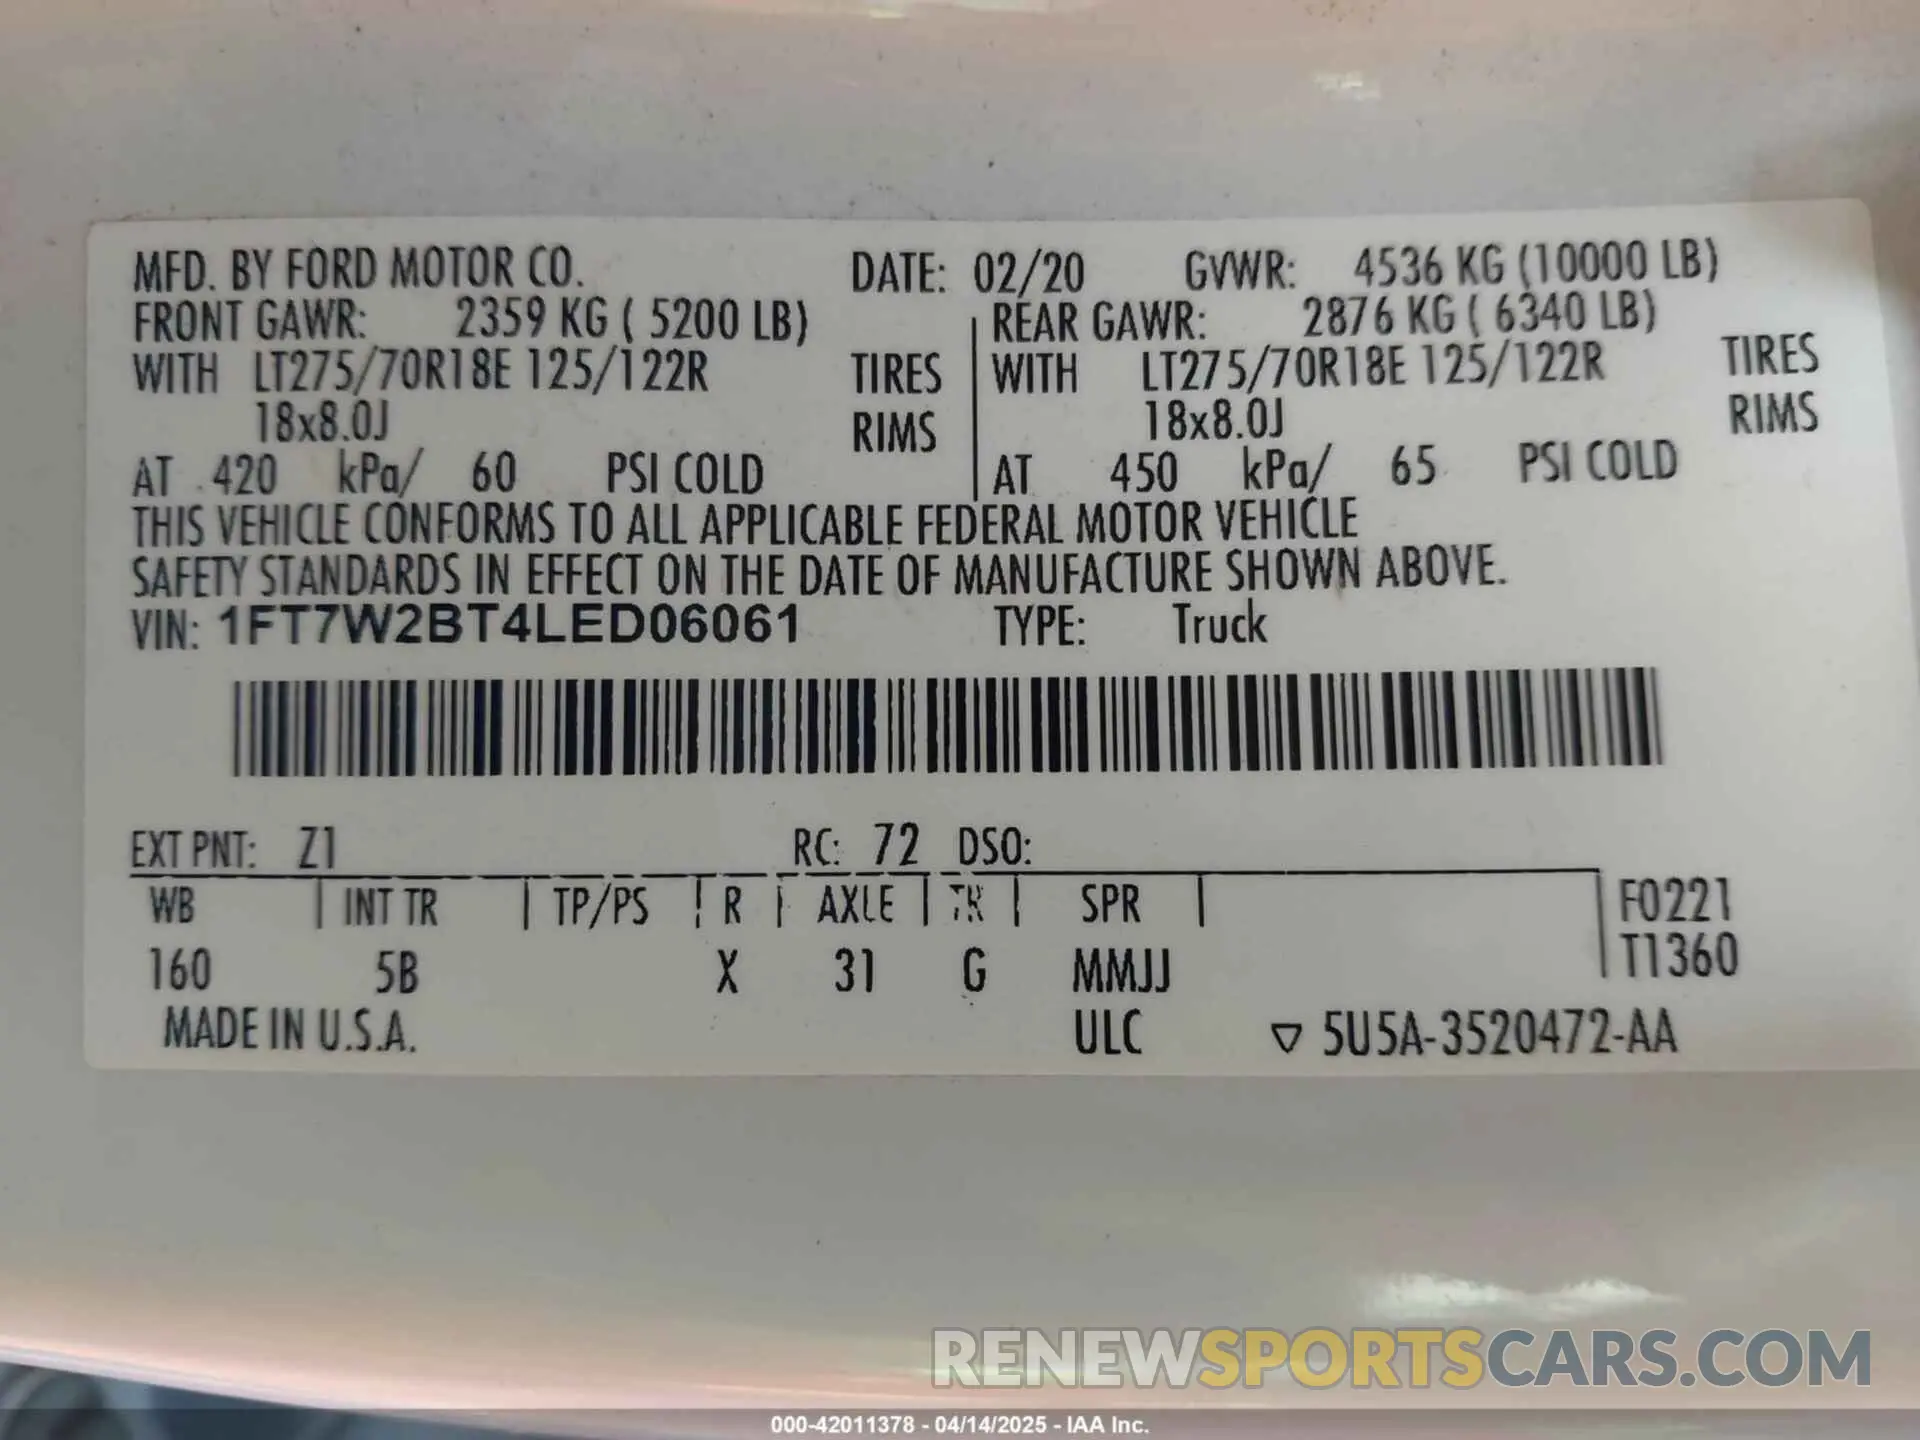 MFD. BY FORD MOTOR CO. DATE: 02/20 GVWR: 4536 KG (10000 LB)
FRONT GAWR: 2359 KG ( 5200 LB) REAR GAWR: 2876 KG ( 6340 LB)
WITH LT275/70R18E 125/122R TIRES WITH LT275/70R18E 125/122R TIRES
18x8.0J RIMS 18x8.0J RIMS
AT 420 kPa/ 60 PSI COLD AT 450 kPa/ 65 PSI COLD
THIS VEHICLE CONFORMS TO ALL APPLICABLE FEDERAL MOTOR VEHICLE
SAFETY STANDARDS IN EFFECT ON THE DATE OF MANUFACTURE SHOWN ABOVE.
VIN: 1FT7W2BT4LED06061 TYPE: Truck
EXT PNT: Z1 RC: 72 DSO:
WB INT TR TP/PS R AXLE TR SPR F0221
160 5B X 31 G MMJJ T1360
MADE IN U.S.A. ULC ▽ 5U5A-3520472-AA
RENEWSPORTSCARS.COM
000-42011378 - 04/14/2025 - IAA Inc.